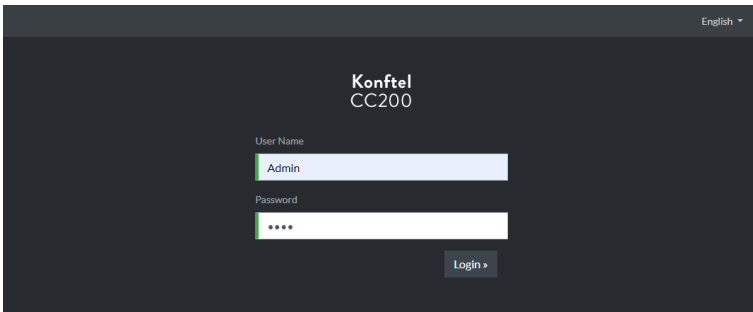 English
Konftel
CC200
User Name
Admin
Password
••••
Login »